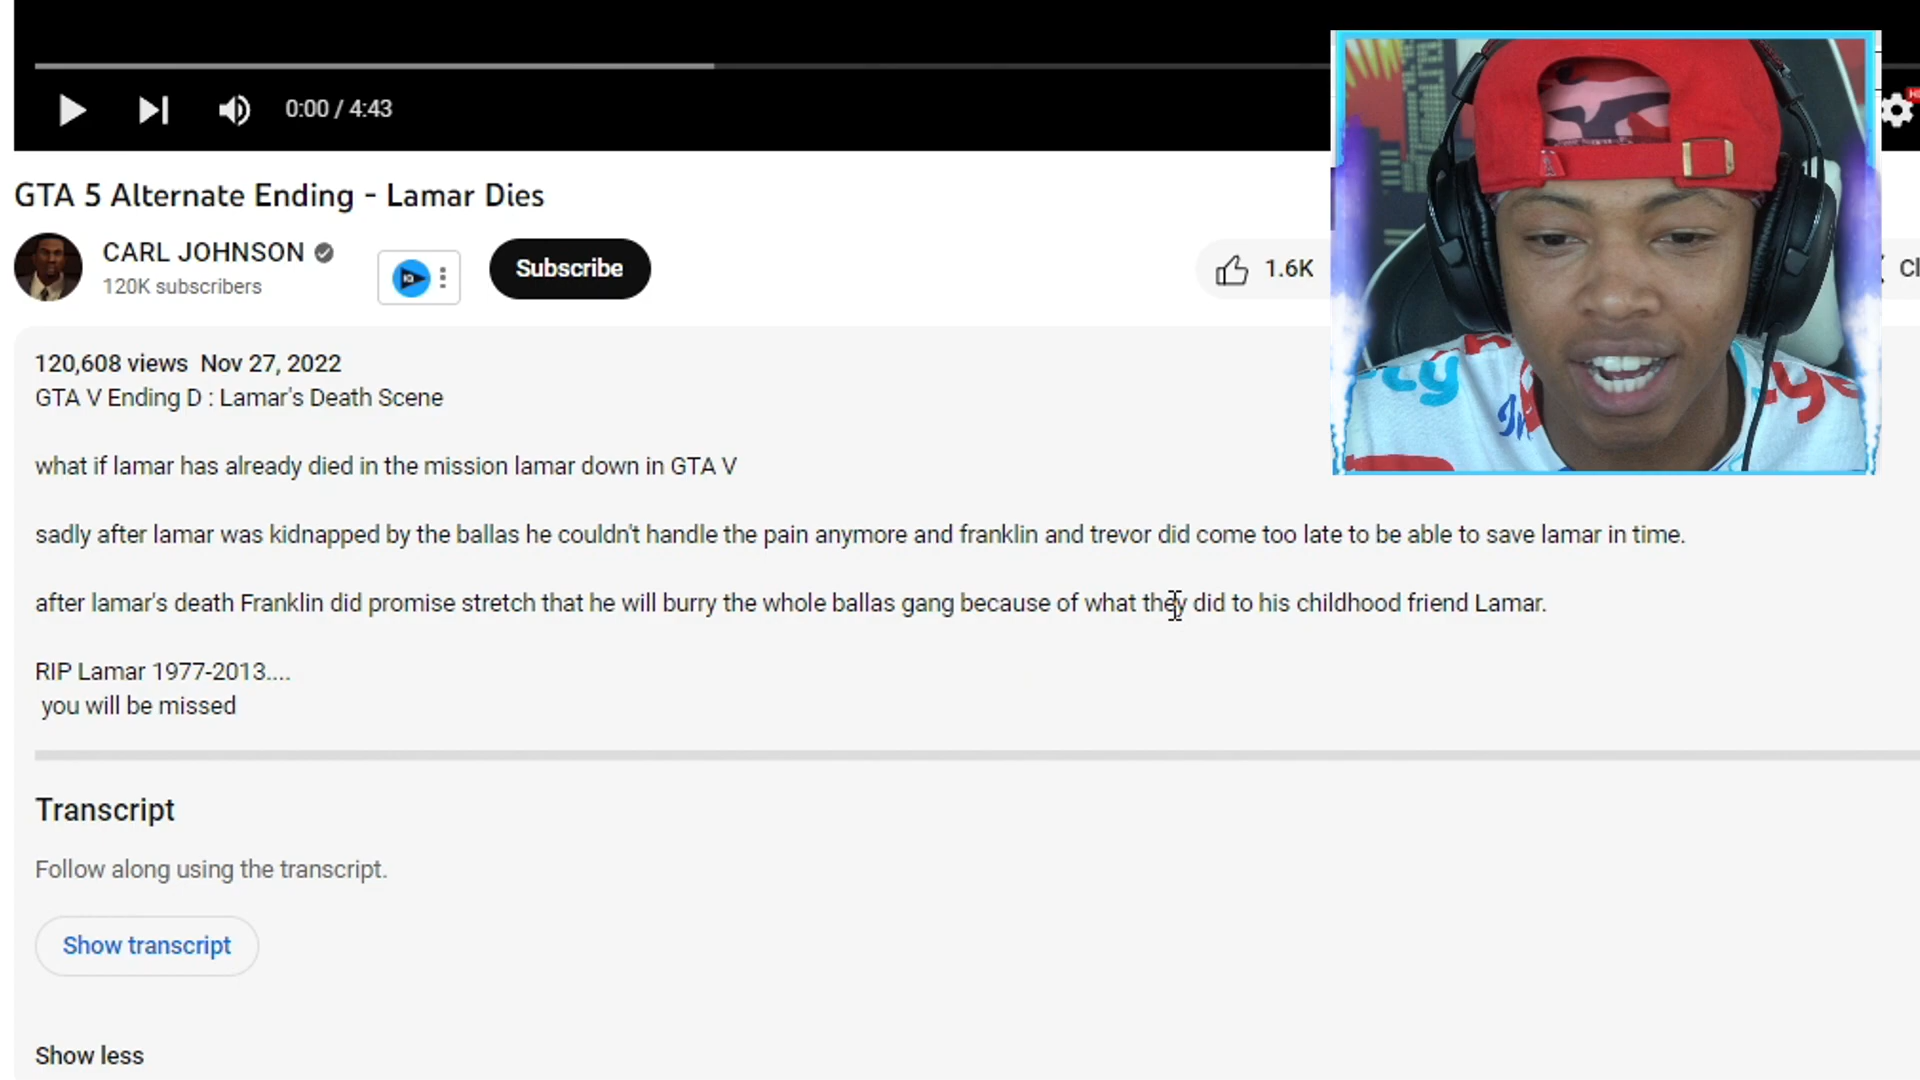 0:00 / 4:43
GTA 5 Alternate Ending - Lamar Dies
CARL JOHNSON
120K subscribers
Subscribe
1.6K
120,608 views Nov 27, 2022
GTA V Ending D : Lamar's Death Scene
what if lamar has already died in the mission lamar down in GTA V
sadly after lamar was kidnapped by the ballas he couldn't handle the pain anymore and franklin and trevor did come too late to be able to save lamar in time.
after lamar's death Franklin did promise stretch that he will burry the whole ballas gang because of what they did to his childhood friend Lamar.
RIP Lamar 1977-2013....
you will be missed
Transcript
Follow along using the transcript.
Show transcript
Show less